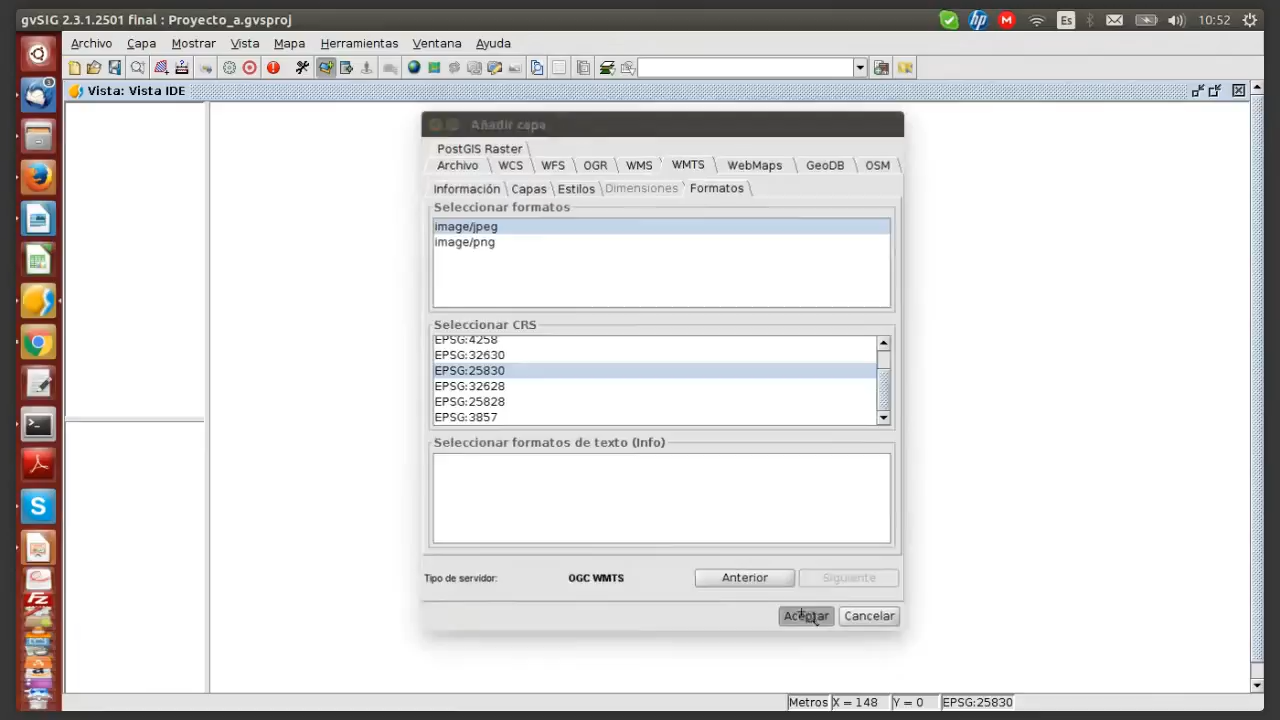 gvSIG 2.3.1.2501 final : Proyecto_a.gvsproj
Es
10:52
Archivo Capa Mostrar Vista Mapa Herramientas Ventana Ayuda
Vista: Vista IDE
Añadir capa
PostGIS Raster
Archivo WCS WFS OGR WMS WMTS WebMaps GeoDB OSM
Información Capas Estilos Dimensiones Formatos
Seleccionar formatos
image/jpeg
image/png
Seleccionar CRS
EPSG:4258
EPSG:32630
EPSG:25830
EPSG:32628
EPSG:25828
EPSG:3857
Seleccionar formatos de texto (Info)
Tipo de servidor: OGC WMTS Anterior Siguiente
Aceptar Cancelar
Metros X = 148 Y = 0 EPSG:25830